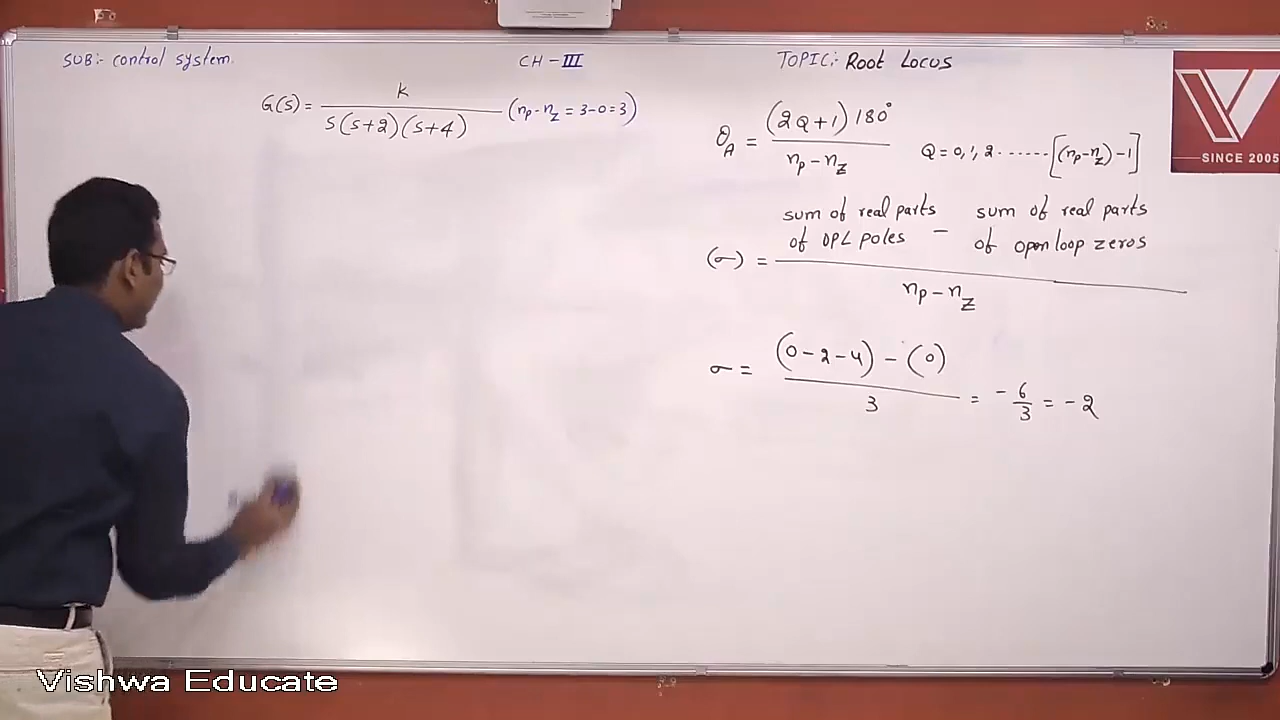 SUB:- control system.
CH - III
TOPIC:- Root Locus
G(s) = K / s(s+2)(s+4) (np - nz = 3-0 = 3)
θA = (2Q+1) 180° / np - nz
Q = 0, 1, 2 ------ [(np - nz) - 1]
(σ) = sum of real parts of OPL poles - sum of real parts of open loop zeros / np - nz
σ = (0-2-4) - (0) / 3 = -6/3 = -2
V
SINCE 2005
Vishwa Educate